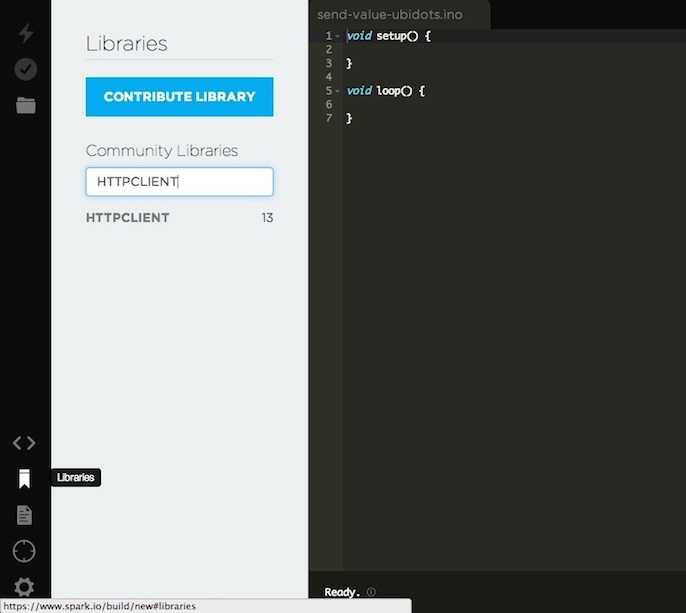 Libraries
CONTRIBUTE LIBRARY
Community Libraries
HTTPCLIENT
HTTPCLIENT 13
Libraries
https://www.spark.io/build/new#libraries
send-value-ubidots.ino
1 void setup() {
2
3 }
4
5 void loop() {
6
7 }
Ready.